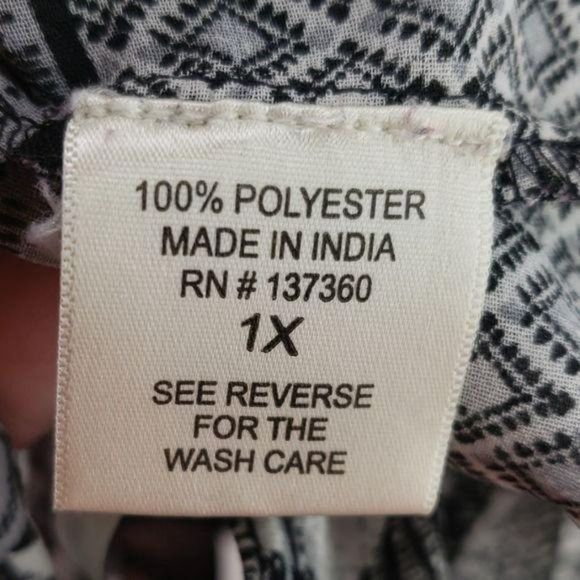 100% POLYESTER
MADE IN INDIA
RN # 137360
1X
SEE REVERSE
FOR THE
WASH CARE